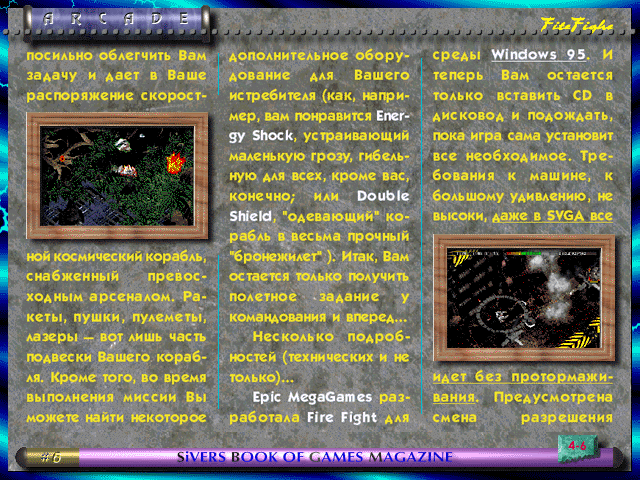 ARCADE
FireFight
посильно облегчить Вам
задачу и дает в Ваше
распоряжение скорост-
ной космический корабль,
снабженный превос-
ходным арсеналом. Ра-
кеты, пушки, пулеметы,
лазеры – вот лишь часть
подвески Вашего кораб-
ля. Кроме того, во время
выполнения миссии Вы
можете найти некоторое
дополнительное обору-
дование для Вашего
истребителя (как, напри-
мер, вам понравится Ener-
gy Shock, устраивающий
маленькую грозу, гибель-
ную для всех, кроме вас,
конечно; или Double
Shield, "одевающий" ко-
рабль в весьма прочный
"бронежилет" ). Итак, Вам
остается только получить
полетное задание у
командования и вперед...
Несколько подроб-
ностей (технических и не
только)...
Epic MegaGames раз-
работала Fire Fight для
среды Windows 95. И
теперь Вам остается
только вставить CD в
дисковод и подождать,
пока игра сама установит
все необходимое. Тре-
бования к машине, к
большому удивлению, не
высоки, даже в SVGA все
идет без протормажи-
вания. Предусмотрена
смена разрешения
#6
SiVERS BOOK OF GAMES MAGAZINE
4-6